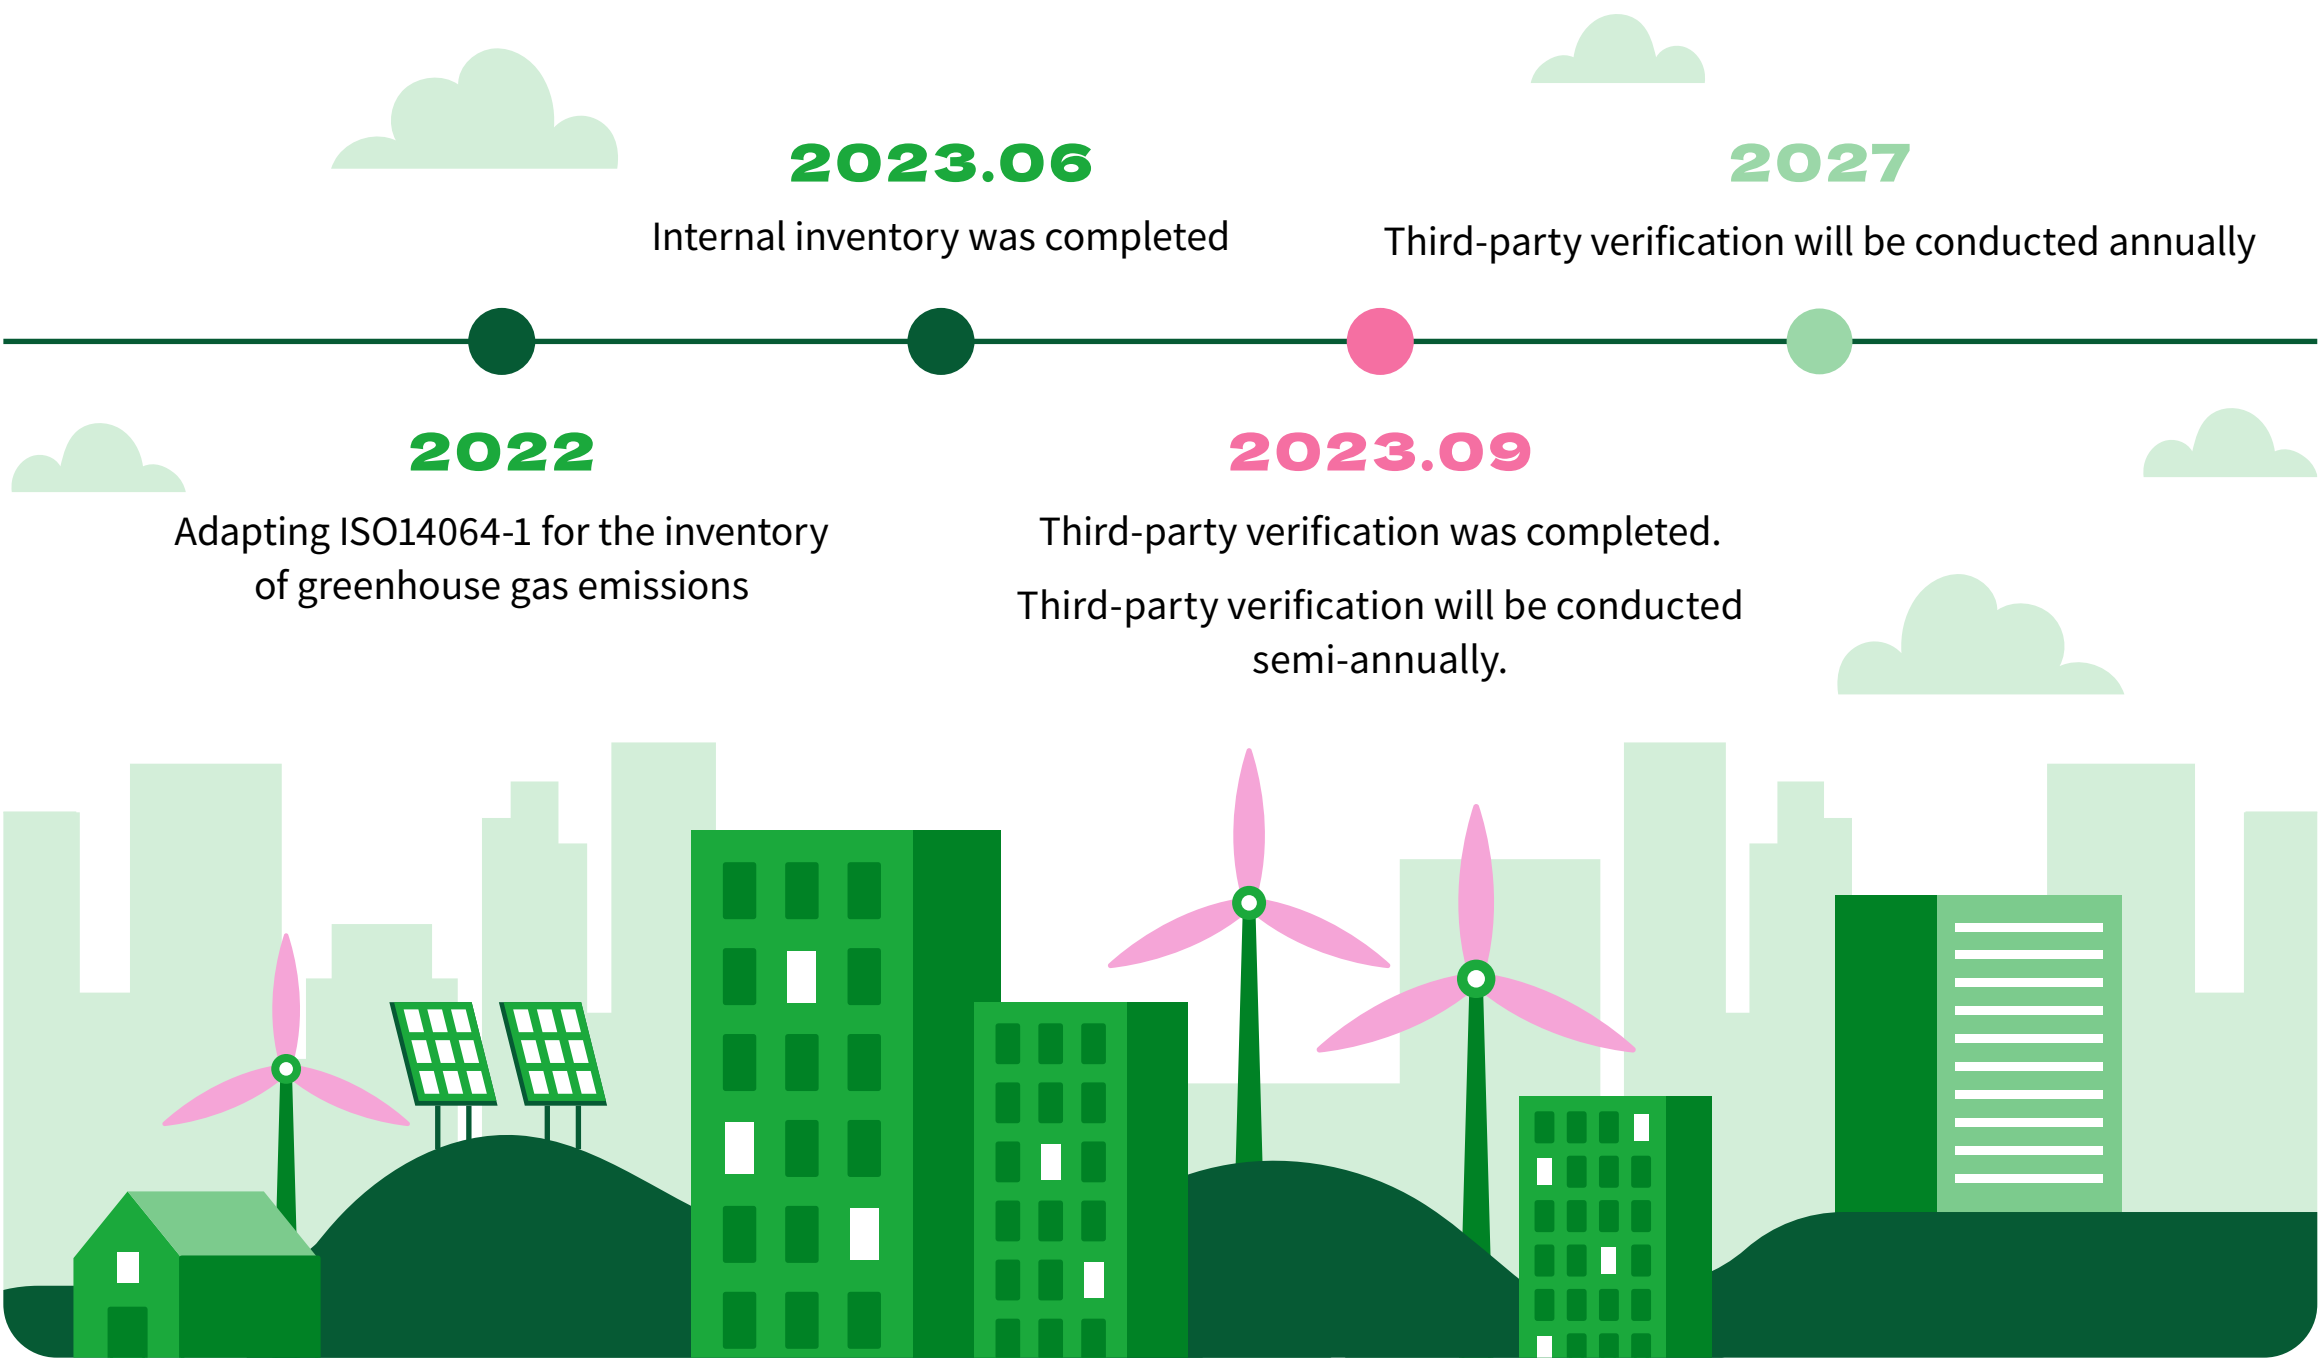 2023.06
Internal inventory was completed
2027
Third-party verification will be conducted annually
2022
Adapting ISO14064-1 for the inventory
of greenhouse gas emissions
2023.09
Third-party verification was completed.
Third-party verification will be conducted
semi-annually.